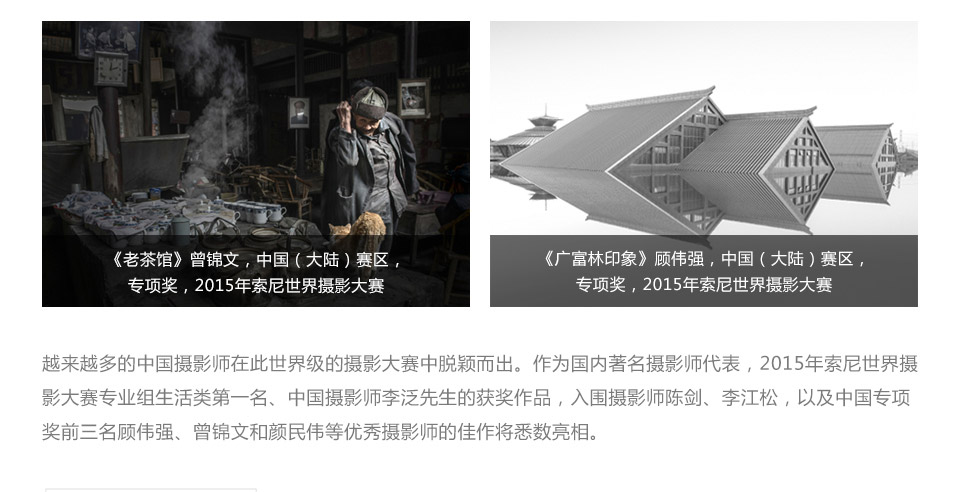 《老茶馆》曾锦文，中国（大陆）赛区，
专项奖，2015年索尼世界摄影大赛
《广富林印象》顾伟强，中国（大陆）赛区，
专项奖，2015年索尼世界摄影大赛
越来越多的中国摄影师在此世界级的摄影大赛中脱颖而出。作为国内著名摄影师代表，2015年索尼世界摄
影大赛专业组生活类第一名、中国摄影师李泛先生的获奖作品，入围摄影师陈剑、李江松，以及中国专项
奖前三名顾伟强、曾锦文和颜民伟等优秀摄影师的佳作将悉数亮相。